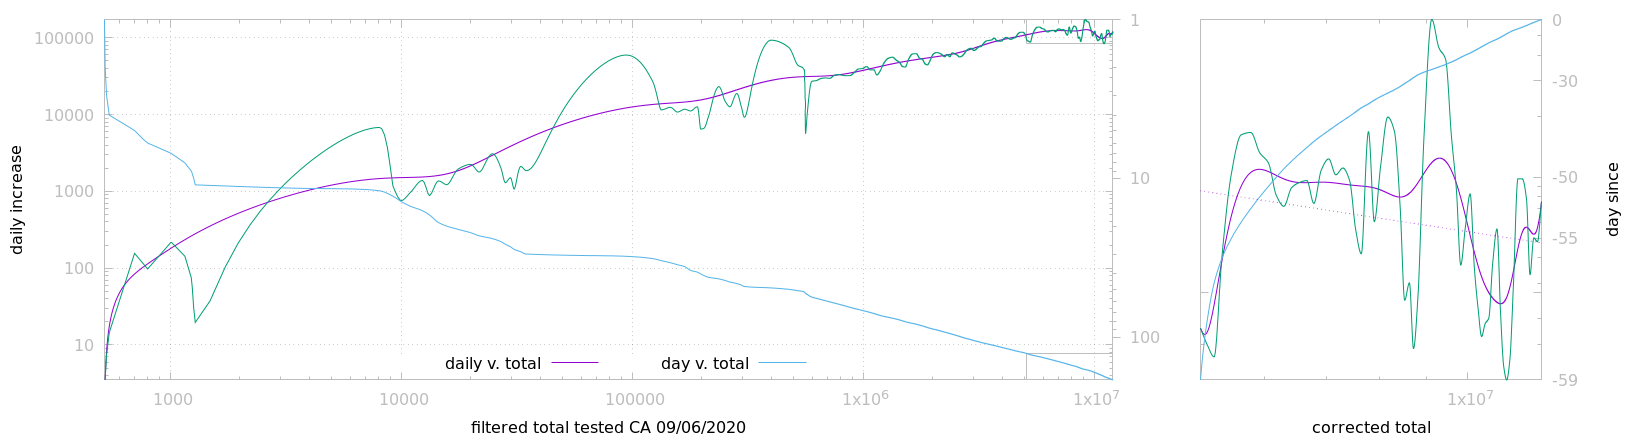 100000
10000
1000
100
10
daily increase
1000
10000
100000
1x10^6
1x10^7
filtered total tested CA 09/06/2020
daily v. total
day v. total
1
10
100
0
-30
-50
-55
-59
day since
1x10^7
corrected total